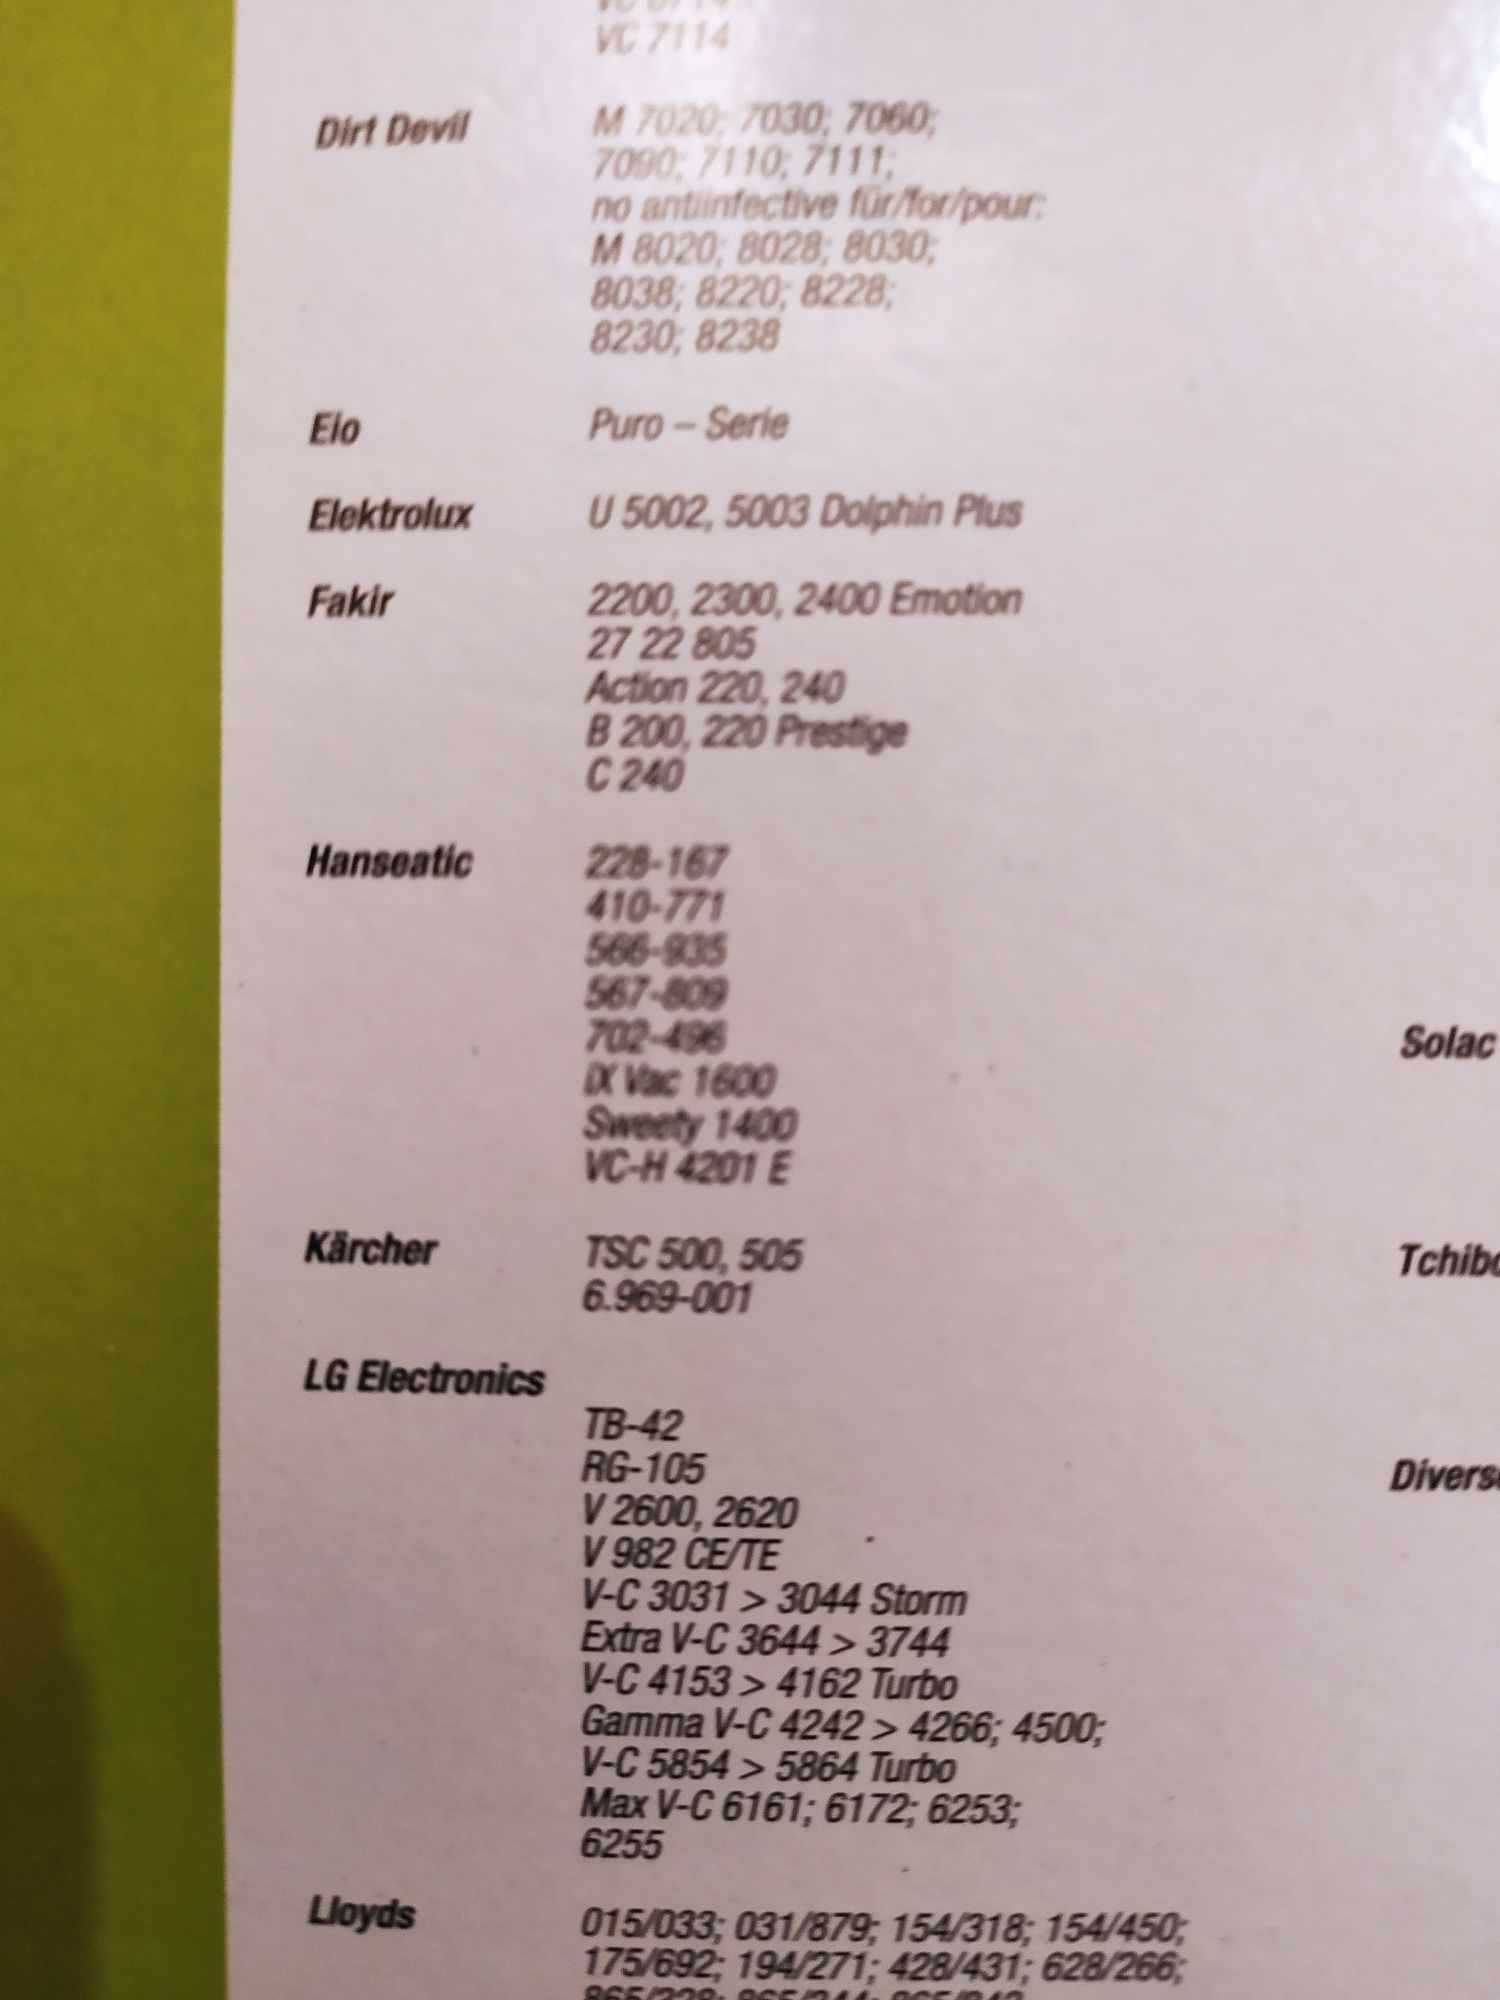 VC 7114
Dirt Devil M 7020; 7030; 7060;
7090; 7110; 7111;
no antiinfective für/for/pour:
M 8020; 8028; 8030;
8038; 8220; 8228;
8230; 8238
Eio Puro – Serie
Elektrolux U 5002, 5003 Dolphin Plus
Fakir 2200, 2300, 2400 Emotion
27 22 805
Action 220, 240
B 200, 220 Prestige
C 240
Hanseatic 228-167
410-771
566-935
567-809
702-496
iX Vac 1600
Sweety 1400
VC-H 4201 E
Kärcher TSC 500, 505
6.969-001
LG Electronics
TB-42
RG-105
V 2600, 2620
V 982 CE/TE
V-C 3031 > 3044 Storm
Extra V-C 3644 > 3744
V-C 4153 > 4162 Turbo
Gamma V-C 4242 > 4266; 4500;
V-C 5854 > 5864 Turbo
Max V-C 6161; 6172; 6253;
6255
Lloyds 015/033; 031/879; 154/318; 154/450;
175/692; 194/271; 428/431; 628/266;
Solac
Tchibo